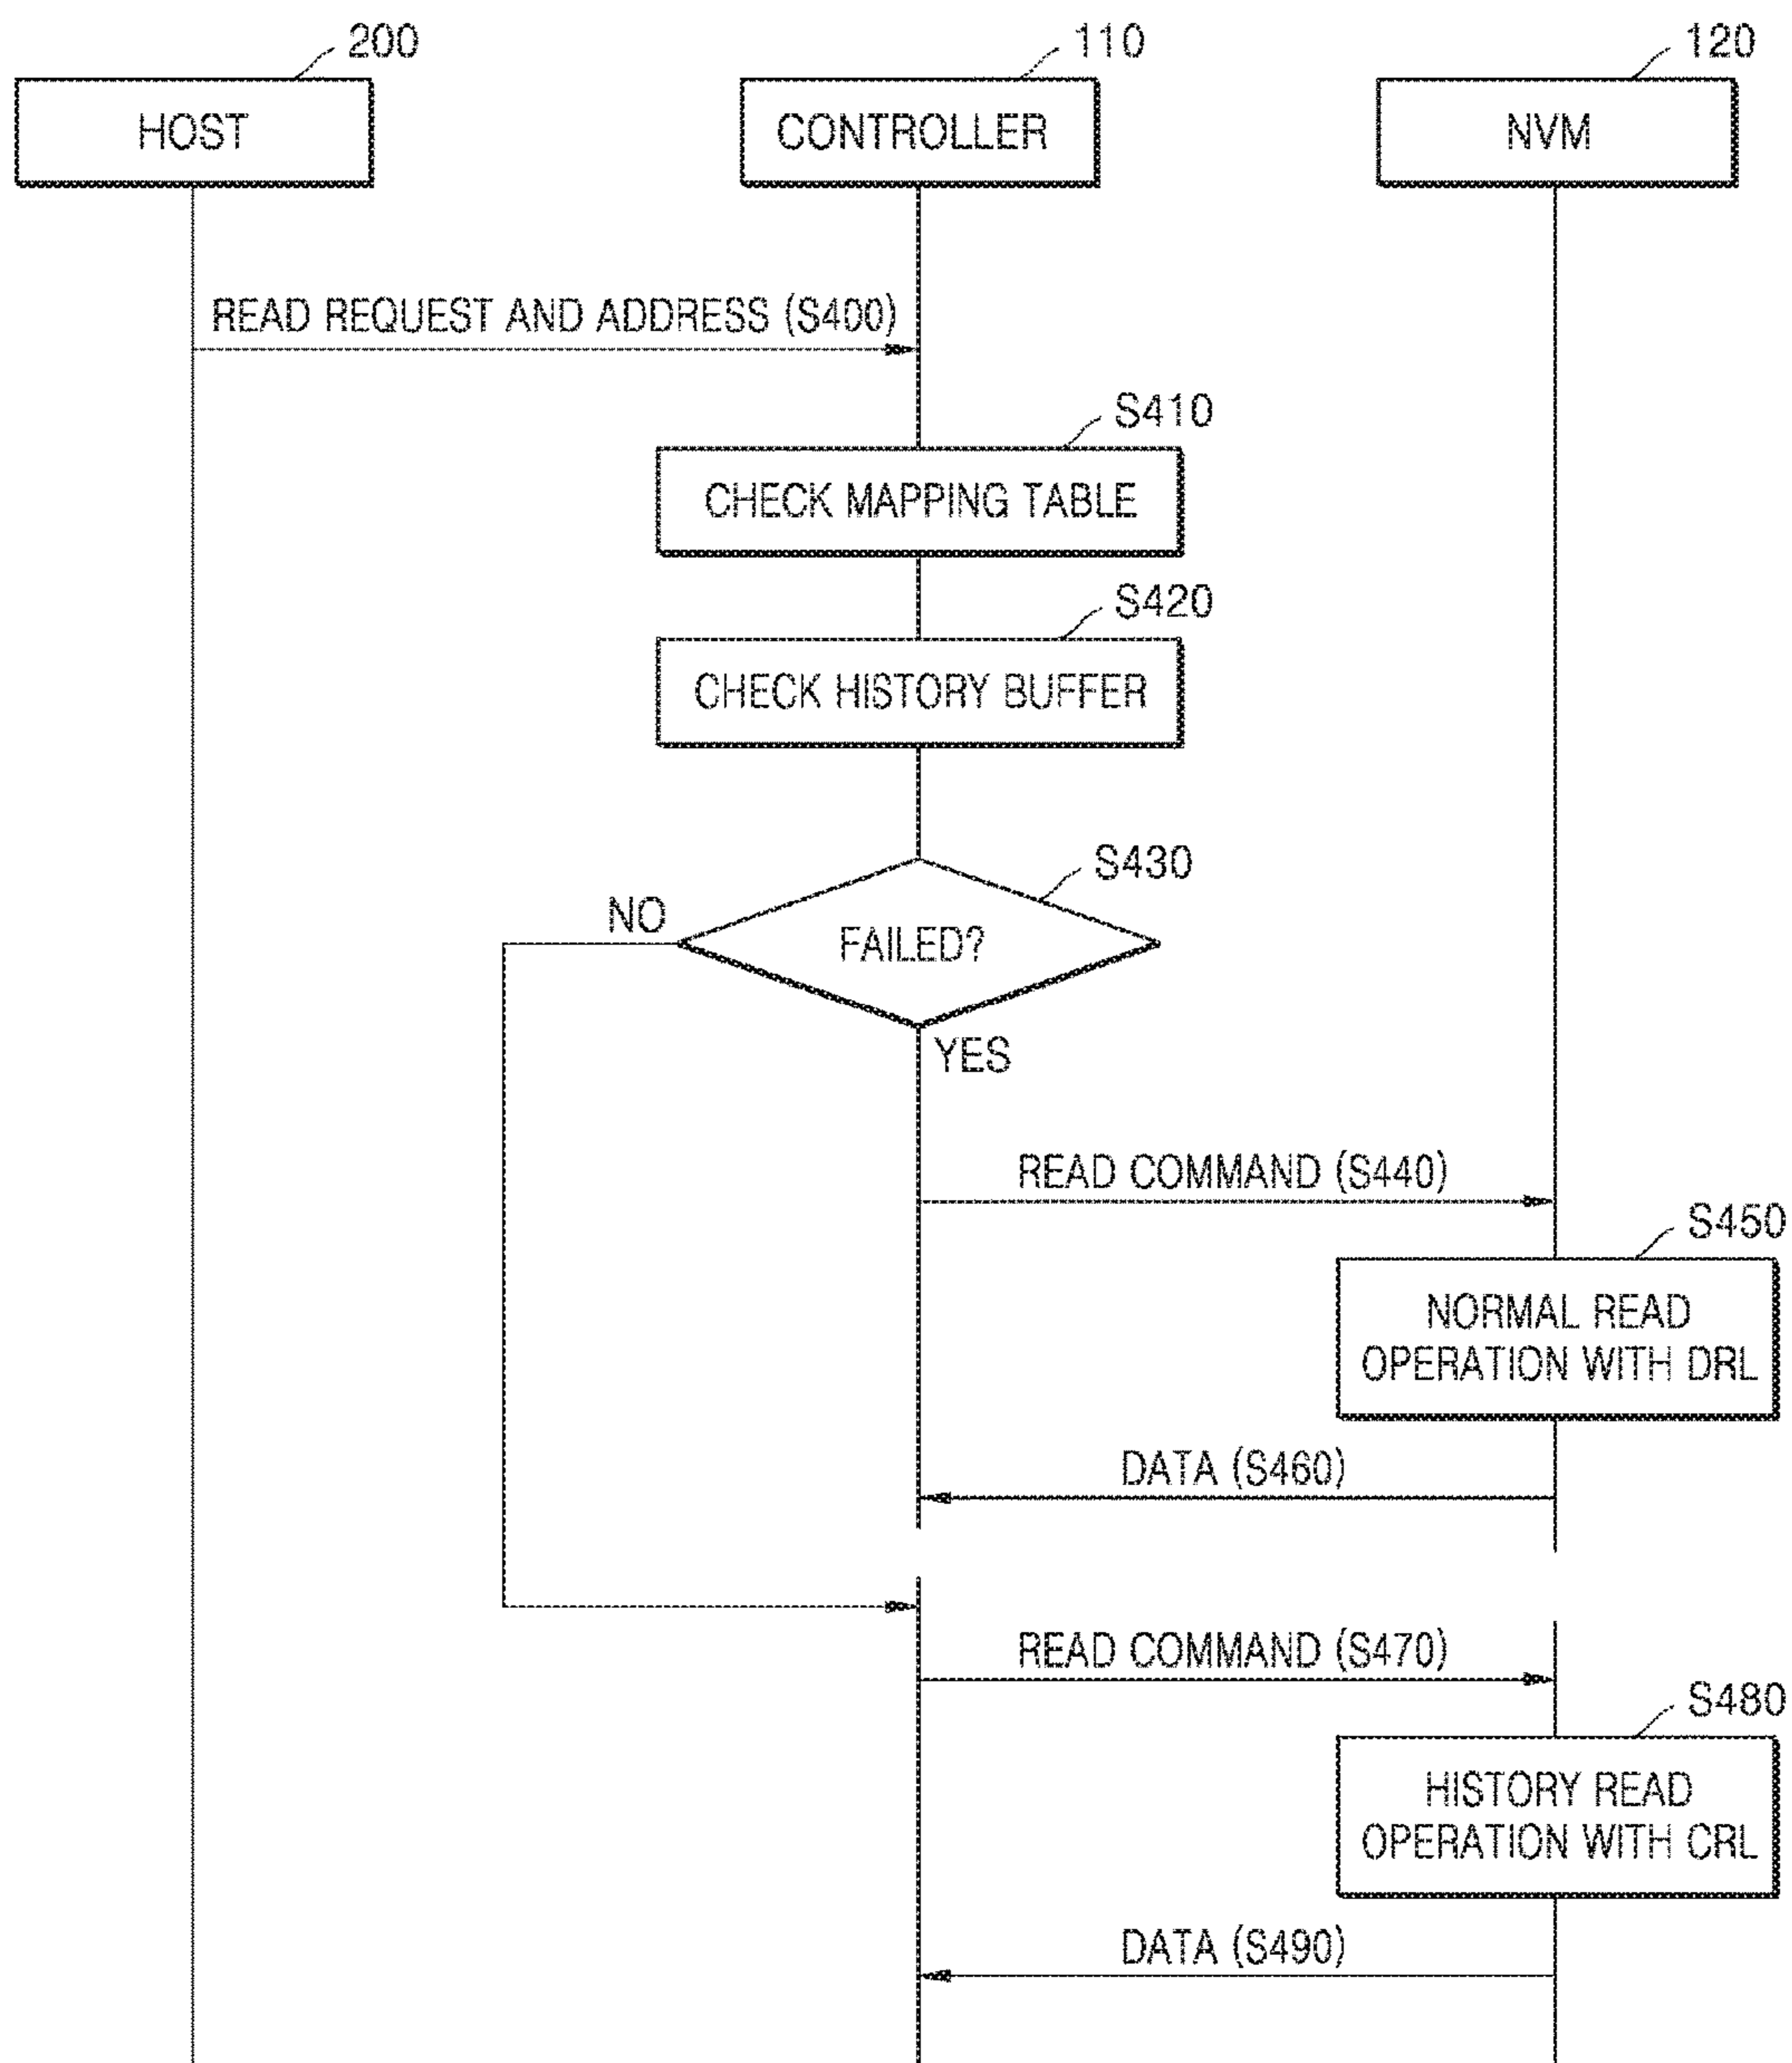 200
110
120
HOST
CONTROLLER
NVM
READ REQUEST AND ADDRESS (S400)
S410
CHECK MAPPING TABLE
S420
CHECK HISTORY BUFFER
S430
NO
FAILED?
YES
READ COMMAND (S440)
S450
NORMAL READ
OPERATION WITH DRL
DATA (S460)
READ COMMAND (S470)
S480
HISTORY READ
OPERATION WITH CRL
DATA (S490)